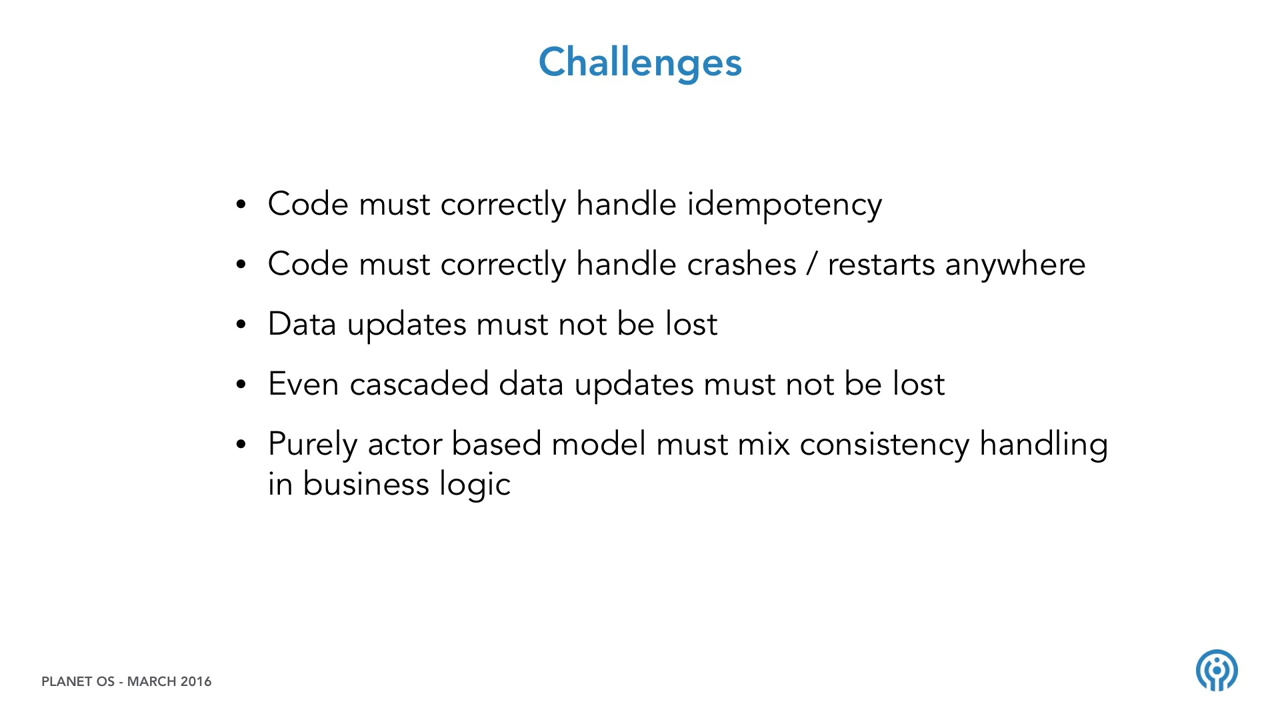 Challenges
• Code must correctly handle idempotency
• Code must correctly handle crashes / restarts anywhere
• Data updates must not be lost
• Even cascaded data updates must not be lost
• Purely actor based model must mix consistency handling
in business logic
PLANET OS - MARCH 2016